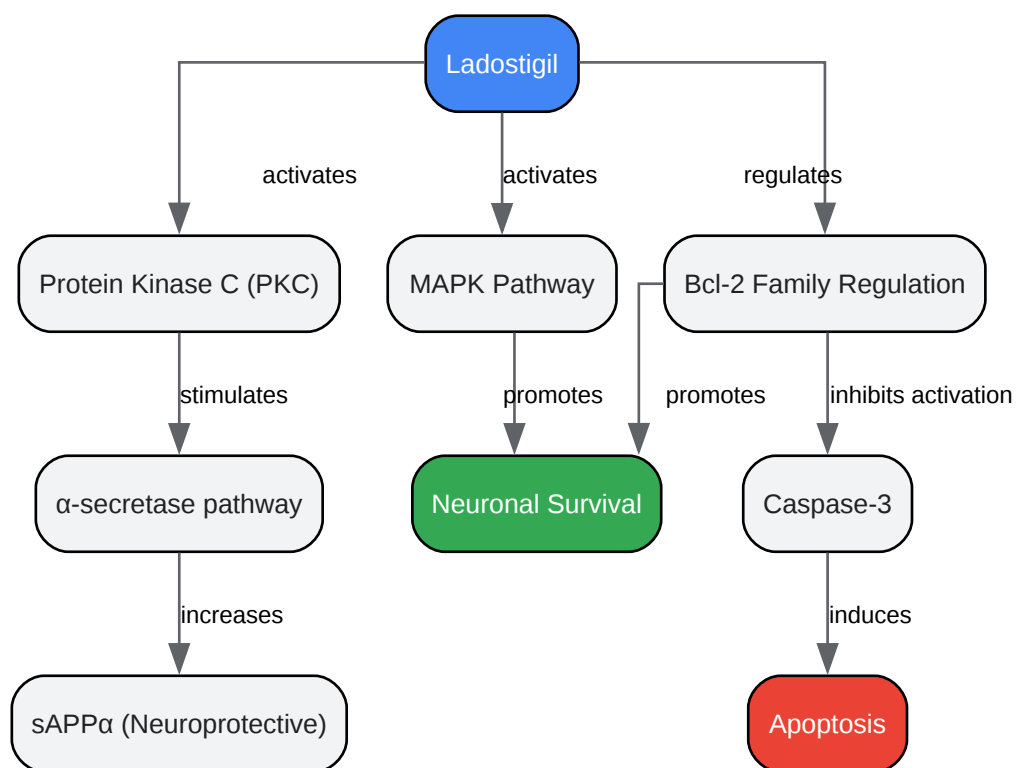 Ladostigil
activates
activates
regulates
Protein Kinase C (PKC)
MAPK Pathway
Bcl-2 Family Regulation
stimulates
promotes
promotes
inhibits activation
α-secretase pathway
Neuronal Survival
Caspase-3
increases
induces
sAPPα (Neuroprotective)
Apoptosis